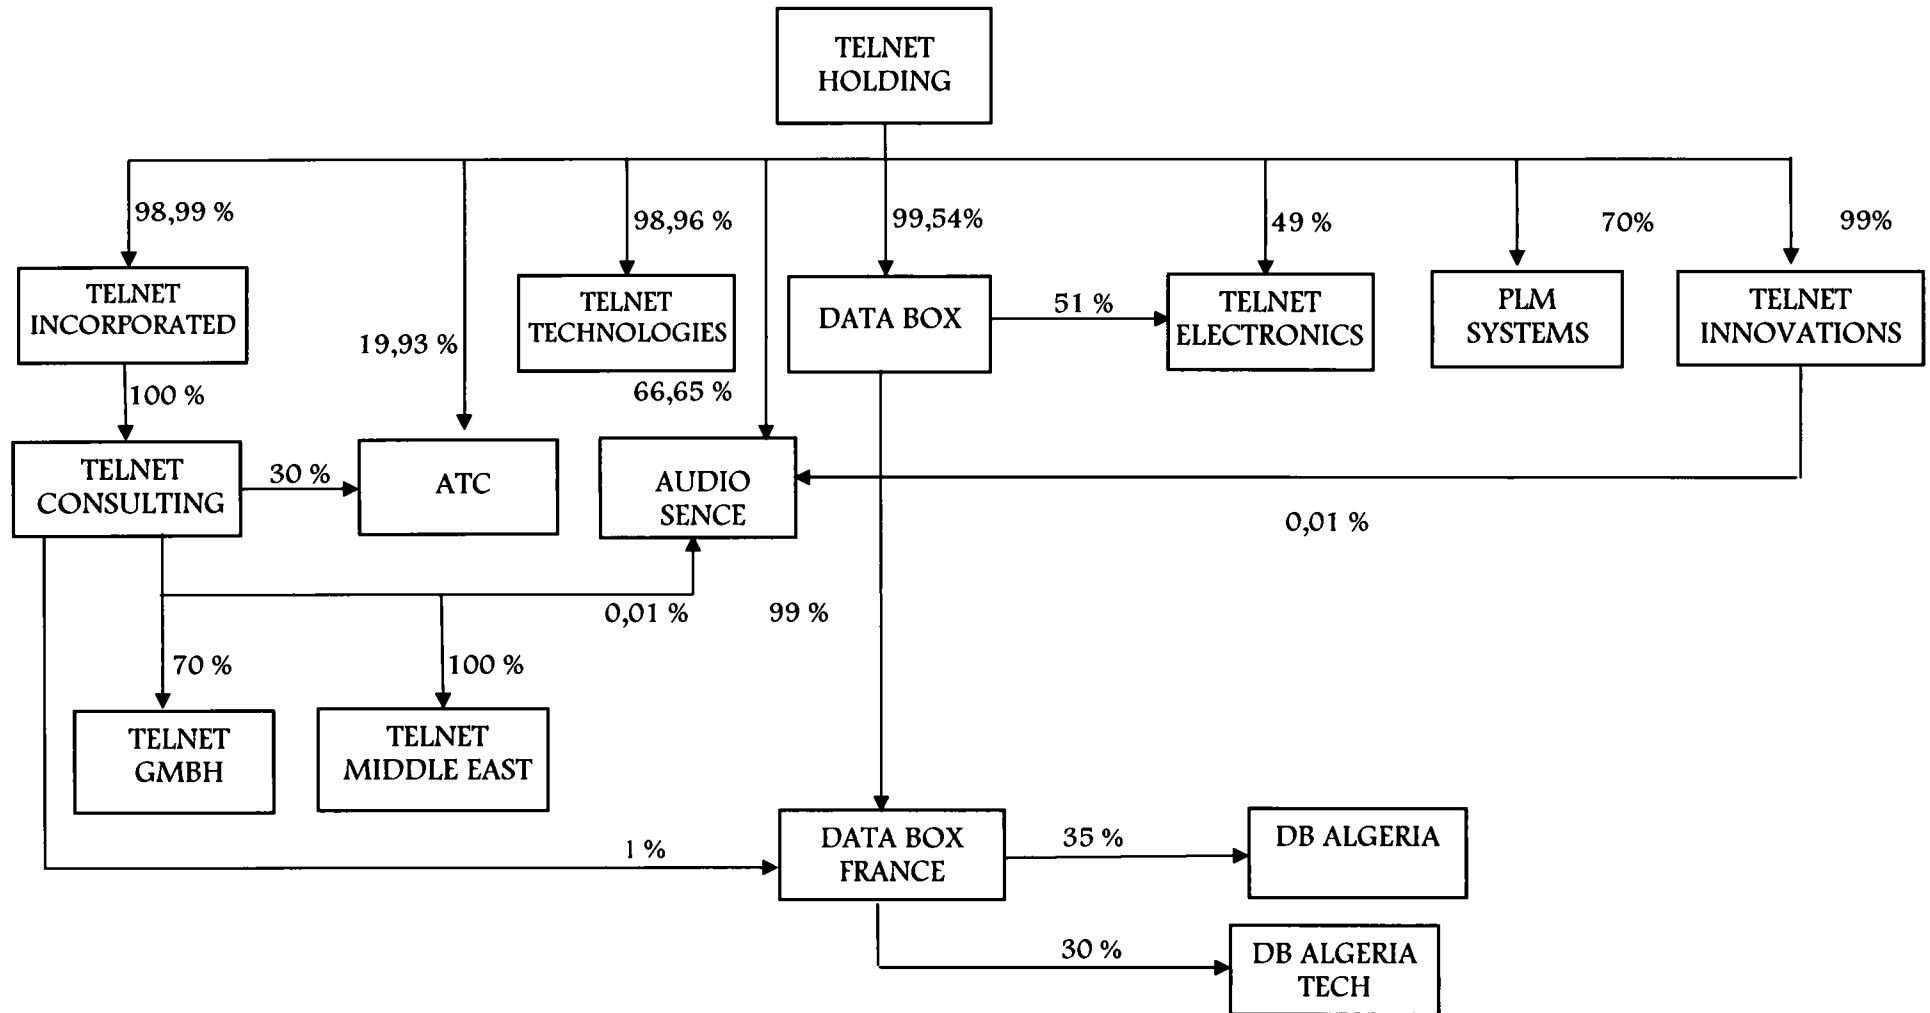 TELNET
HOLDING
98,99 %
98,96 %
99,54%
49 %
70%
99%
TELNET
INCORPORATED
19,93 %
TELNET
TECHNOLOGIES
DATA BOX
51 %
TELNET
ELECTRONICS
PLM
SYSTEMS
TELNET
INNOVATIONS
100 %
66,65 %
TELNET
CONSULTING
30 %
ATC
AUDIO
SENCE
0,01 %
0,01 %
99 %
70 %
100 %
TELNET
GMBH
TELNET
MIDDLE EAST
1 %
DATA BOX
FRANCE
35 %
DB ALGERIA
30 %
DB ALGERIA
TECH